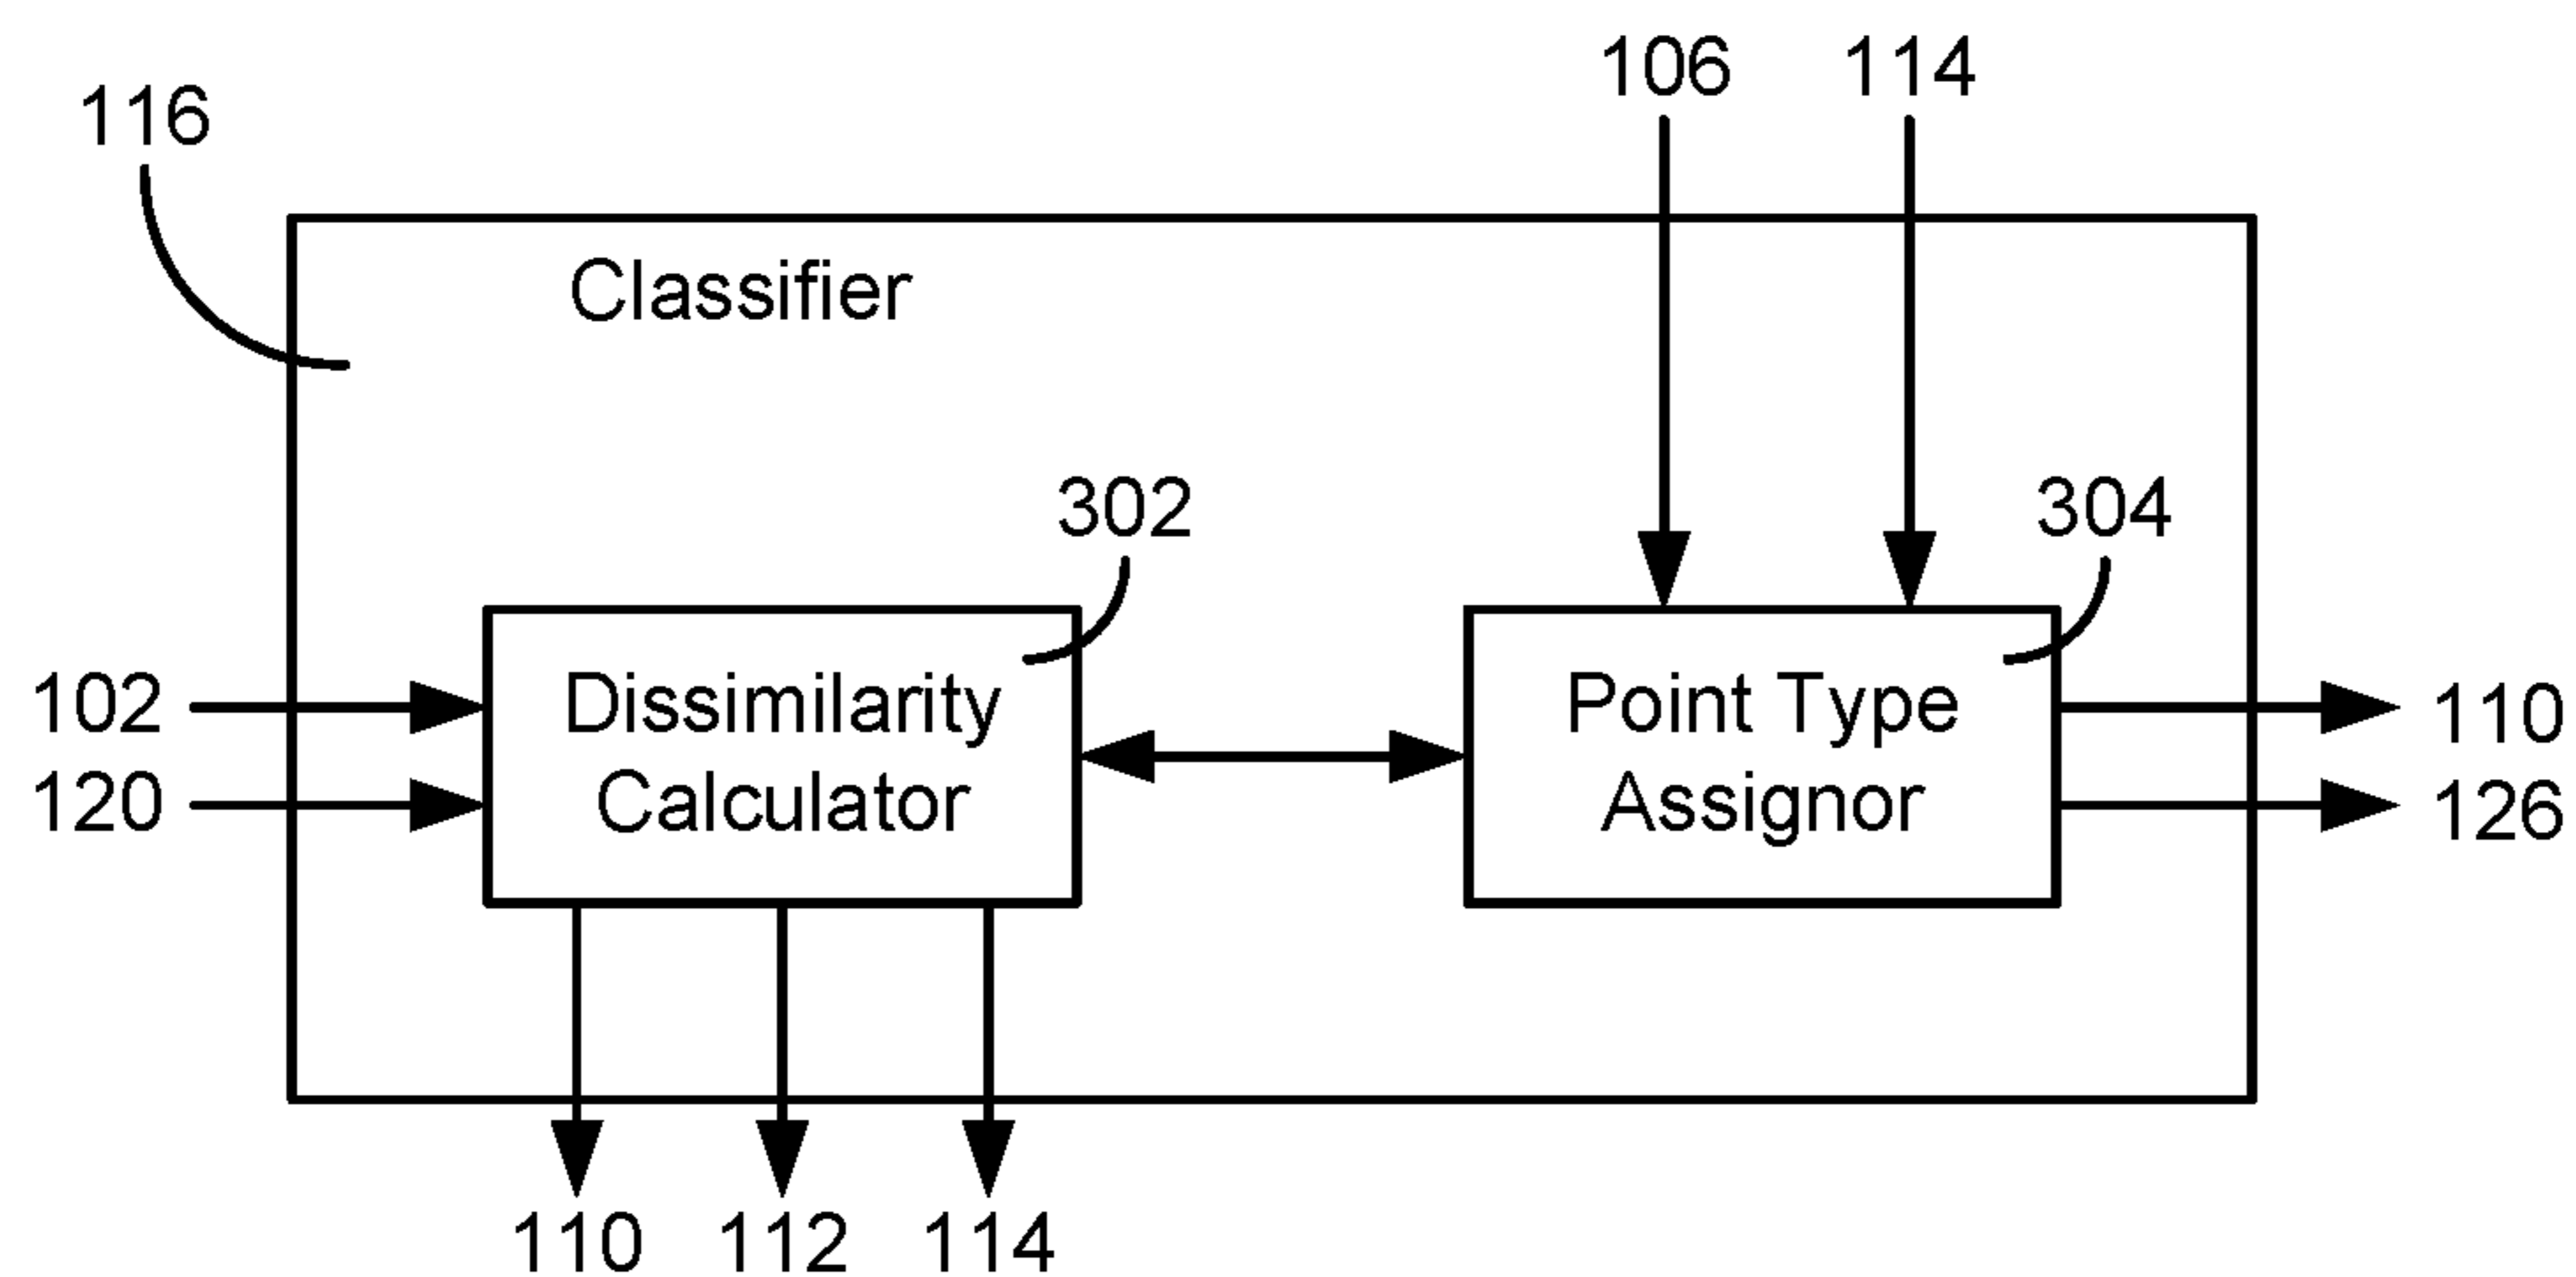 106 114
116
Classifier
302
304
102
120
Dissimilarity
Calculator
Point Type
Assignor
110
126
110 112 114